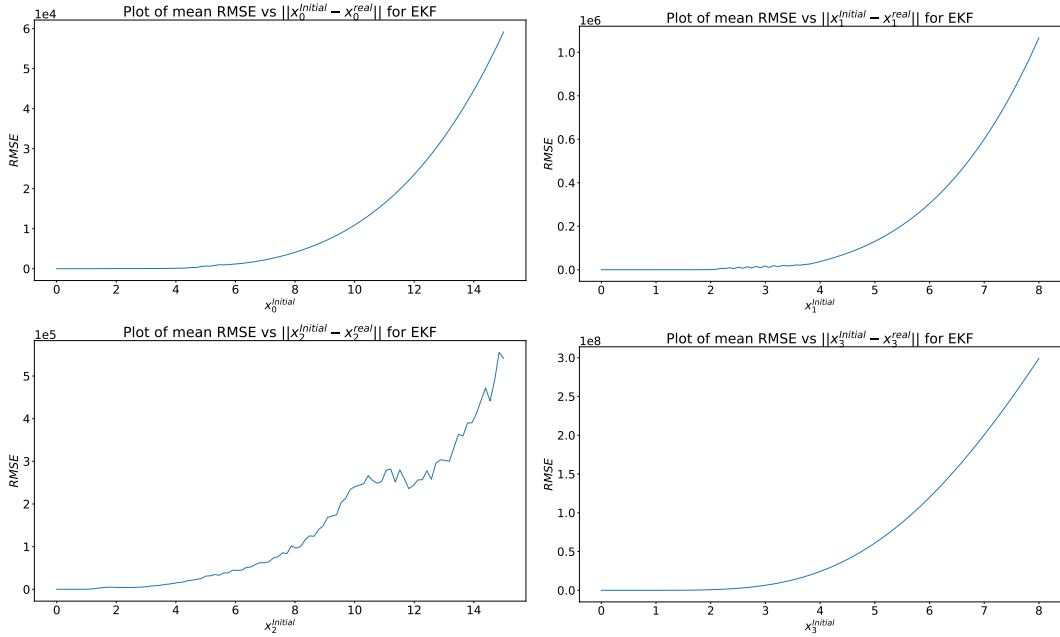 Plot of mean RMSE vs ||x_0^{Initial} − x_0^{real}|| for EKF
1e4
6
5
4
3
2
1
0
RMSE
0 2 4 6 8 10 12 14
x_0^{Initial}
Plot of mean RMSE vs ||x_1^{Initial} − x_1^{real}|| for EKF
1e6
1.0
0.8
0.6
0.4
0.2
0.0
RMSE
0 1 2 3 4 5 6 7 8
x_1^{Initial}
Plot of mean RMSE vs ||x_2^{Initial} − x_2^{real}|| for EKF
1e5
5
4
3
2
1
0
RMSE
0 2 4 6 8 10 12 14
x_2^{Initial}
Plot of mean RMSE vs ||x_3^{Initial} − x_3^{real}|| for EKF
1e8
3.0
2.5
2.0
1.5
1.0
0.5
0.0
RMSE
0 1 2 3 4 5 6 7 8
x_3^{Initial}